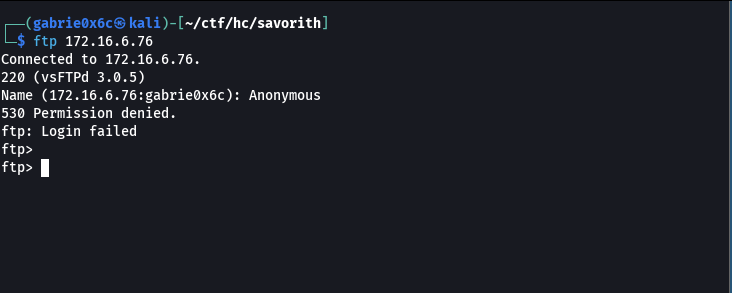 ┌──(gabrie0x6c㉿kali)-[~/ctf/hc/savorith]
└─$ ftp 172.16.6.76
Connected to 172.16.6.76.
220 (vsFTPd 3.0.5)
Name (172.16.6.76:gabrie0x6c): Anonymous
530 Permission denied.
ftp: Login failed
ftp>
ftp>